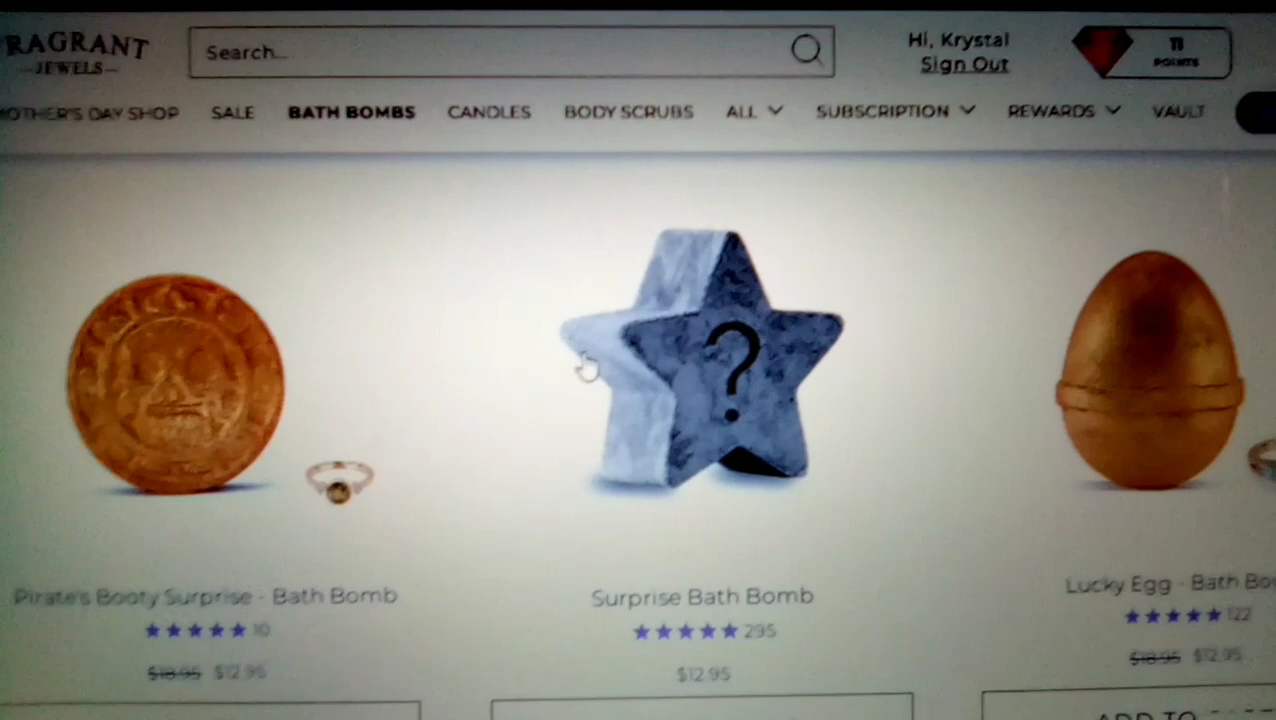 RAGRANT
—JEWELS—
Search...
Hi, Krystal
Sign Out
11
POINTS
MOTHER'S DAY SHOP SALE BATH BOMBS CANDLES BODY SCRUBS ALL SUBSCRIPTION REWARDS VAULT
?
Pirate's Booty Surprise - Bath Bomb
10
$18.95 $12.95
Surprise Bath Bomb
295
$12.95
Lucky Egg - Bath Bo
122
$18.95 $12.95
ADD TO